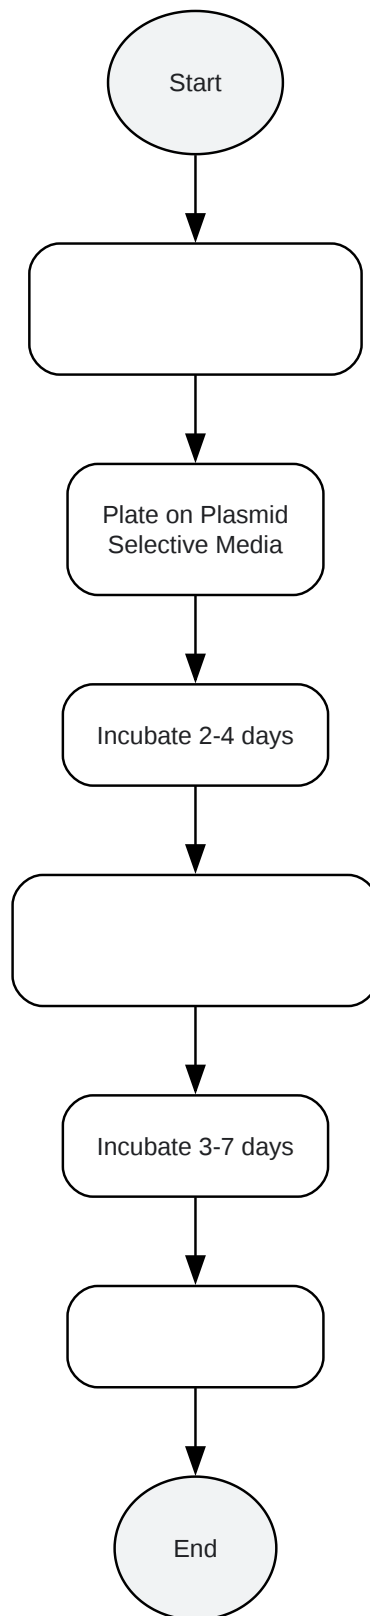 Start
Plate on Plasmid
Selective Media
Incubate 2-4 days
Incubate 3-7 days
End